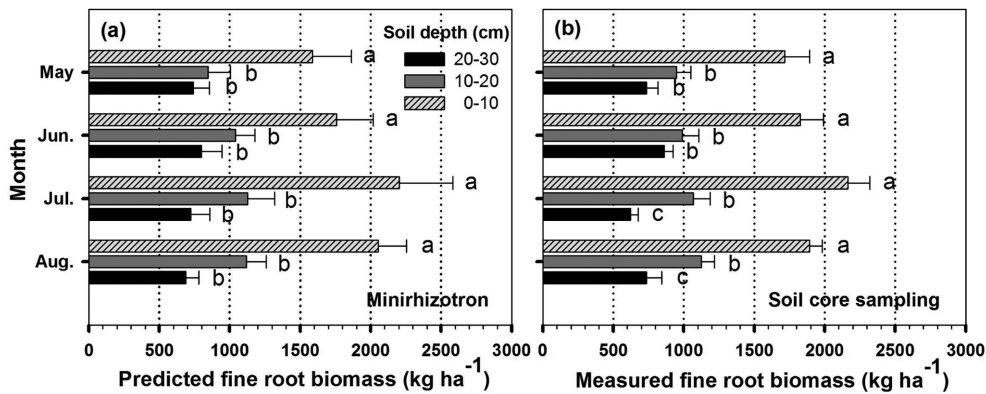 (a)
Soil depth (cm)
20-30
10-20
0-10
Month
May
Jun.
Jul.
Aug.
a
b
b
a
b
b
a
b
b
a
b
b
Minirhizotron
0 500 1000 1500 2000 2500 3000
Predicted fine root biomass (kg ha-1)
(b)
a
b
b
a
b
b
a
b
c
a
b
c
Soil core sampling
0 500 1000 1500 2000 2500 3000
Measured fine root biomass (kg ha-1)